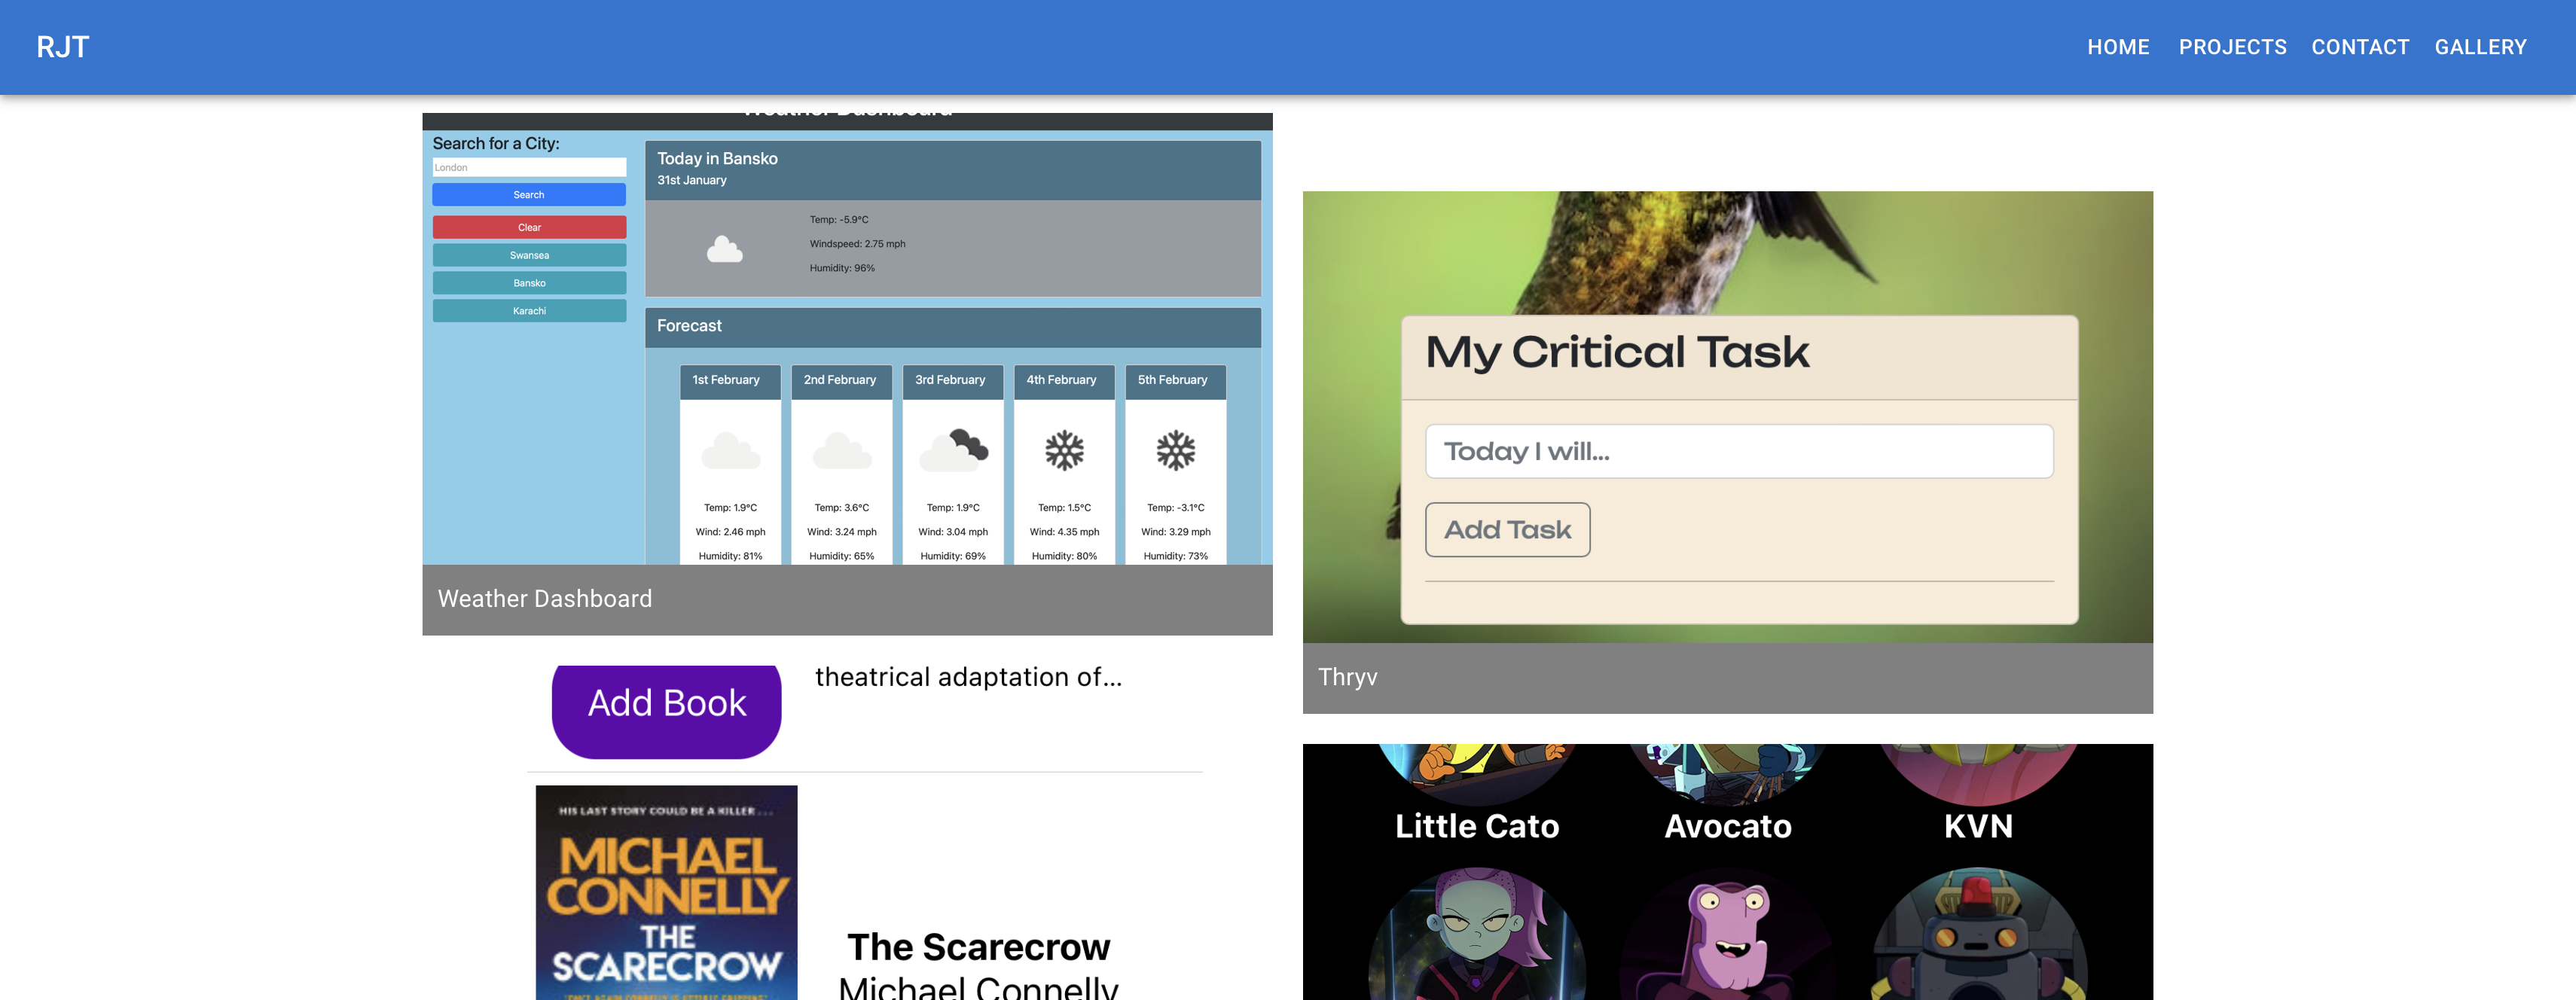 RJT
HOME PROJECTS CONTACT GALLERY
Weather Dashboard
Search for a City:
London
Search
Clear
Swansea
Bansko
Karachi
Today in Bansko
31st January
Temp: -5.9°C
Windspeed: 2.75 mph
Humidity: 96%
Forecast
1st February
Temp: 1.9°C
Wind: 2.46 mph
Humidity: 81%
2nd February
Temp: 3.6°C
Wind: 3.24 mph
Humidity: 65%
3rd February
Temp: 1.9°C
Wind: 3.04 mph
Humidity: 69%
4th February
Temp: 1.5°C
Wind: 4.35 mph
Humidity: 80%
5th February
Temp: -3.1°C
Wind: 3.29 mph
Humidity: 73%
Weather Dashboard
My Critical Task
Today I will...
Add Task
Thryv
Add Book
theatrical adaptation of...
HIS LAST STORY COULD BE A KILLER...
MICHAEL
CONNELLY
THE
SCARECROW
The Scarecrow
Michael Connelly
Little Cato
Avocato
KVN